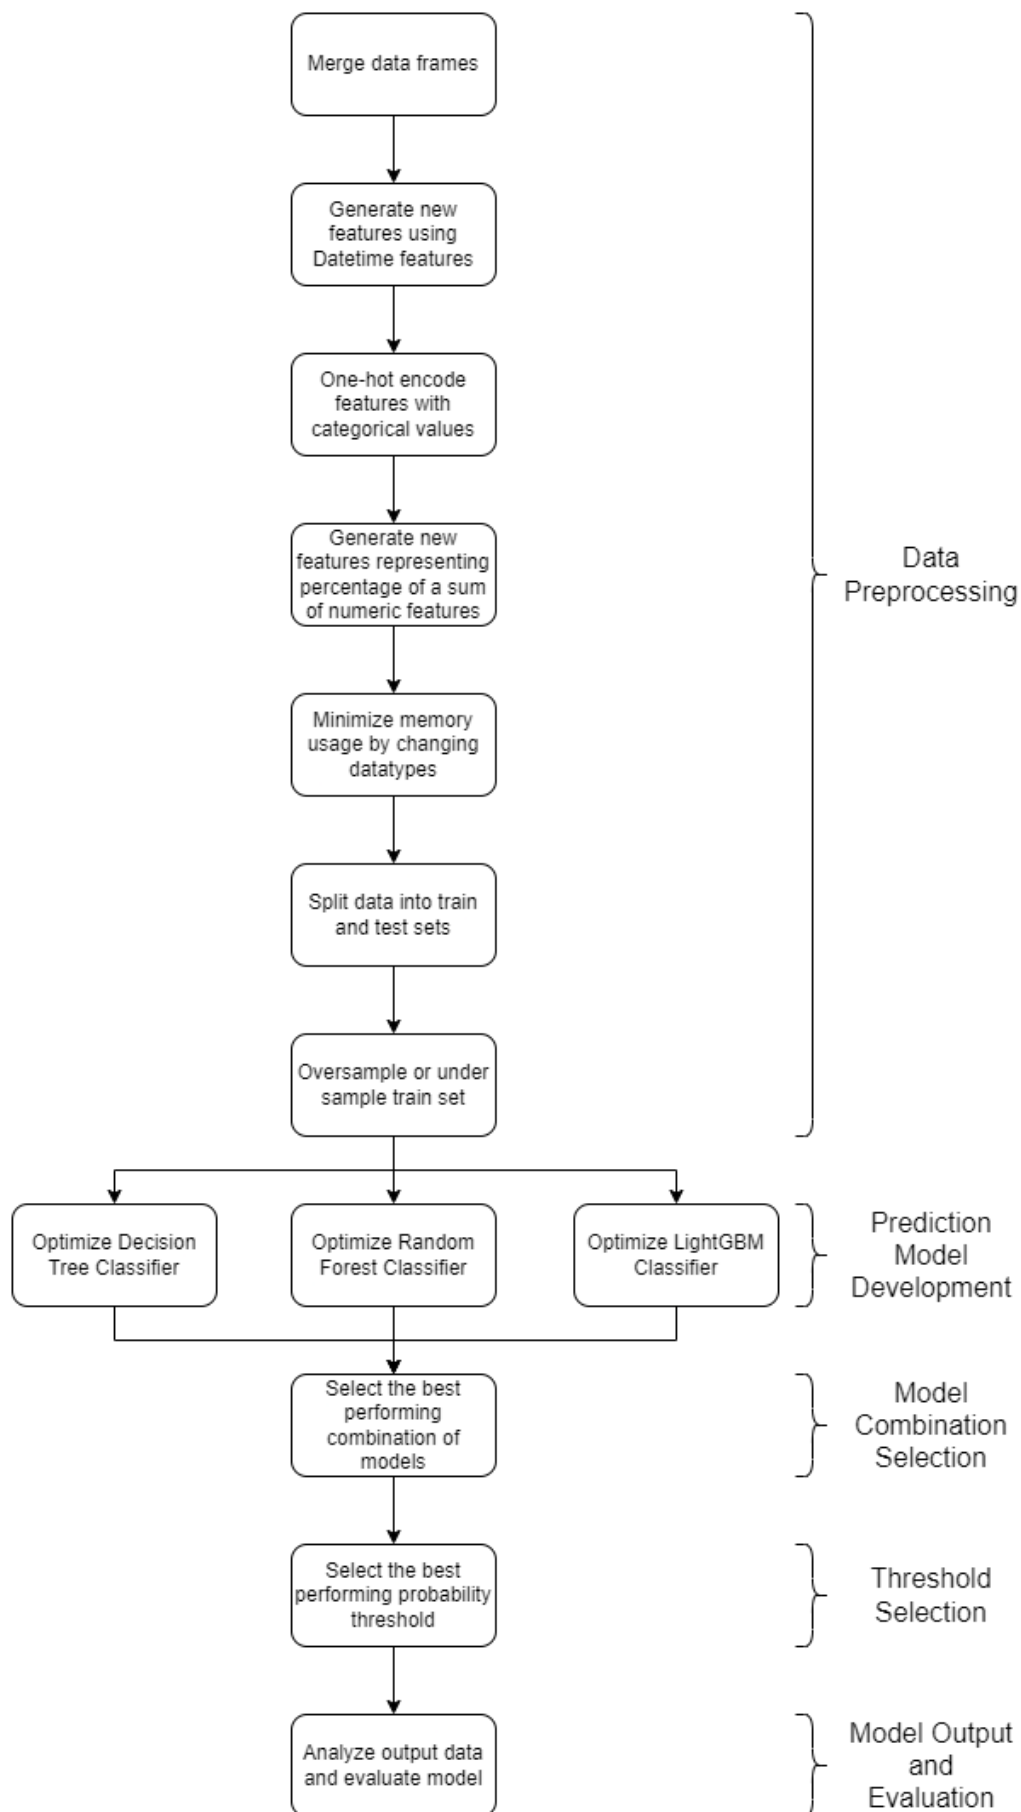 Merge data frames
Generate new
features using
Datetime features
One-hot encode
features with
categorical values
Generate new
features representing
percentage of a sum
of numeric features
Data
Preprocessing
Minimize memory
usage by changing
datatypes
Split data into train
and test sets
Oversample or under
sample train set
Optimize Decision
Tree Classifier
Optimize Random
Forest Classifier
Optimize LightGBM
Classifier
Prediction
Model
Development
Select the best
performing
combination of
models
Model
Combination
Selection
Select the best
performing probability
threshold
Threshold
Selection
Analyze output data
and evaluate model
Model Output
and
Evaluation